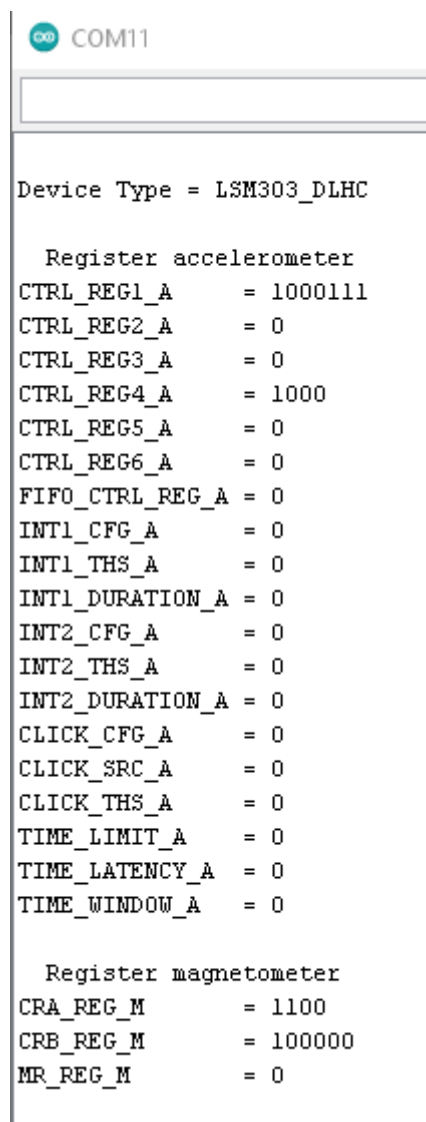 COM11
Device Type = LSM303_DLHC
Register accelerometer
CTRL_REG1_A = 1000111
CTRL_REG2_A = 0
CTRL_REG3_A = 0
CTRL_REG4_A = 1000
CTRL_REG5_A = 0
CTRL_REG6_A = 0
FIFO_CTRL_REG_A = 0
INT1_CFG_A = 0
INT1_THS_A = 0
INT1_DURATION_A = 0
INT2_CFG_A = 0
INT2_THS_A = 0
INT2_DURATION_A = 0
CLICK_CFG_A = 0
CLICK_SRC_A = 0
CLICK_THS_A = 0
TIME_LIMIT_A = 0
TIME_LATENCY_A = 0
TIME_WINDOW_A = 0
Register magnetometer
CRA_REG_M = 1100
CRB_REG_M = 100000
MR_REG_M = 0